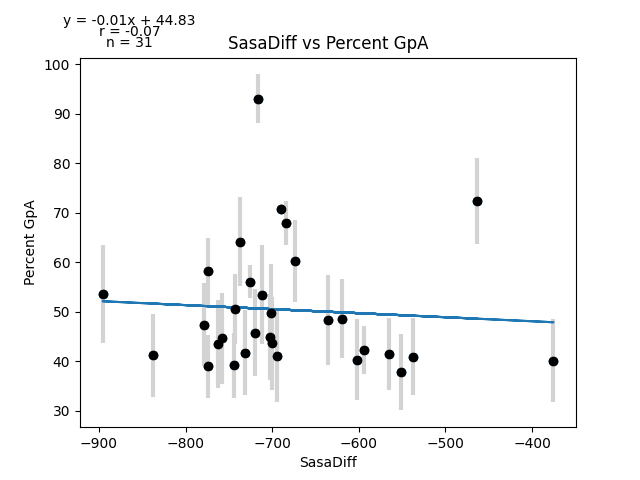 y = -0.01x + 44.83
r = -0.07
n = 31
SasaDiff vs Percent GpA
100
90
80
70
60
50
40
30
Percent GpA
−900
−800
−700
−600
−500
−400
SasaDiff